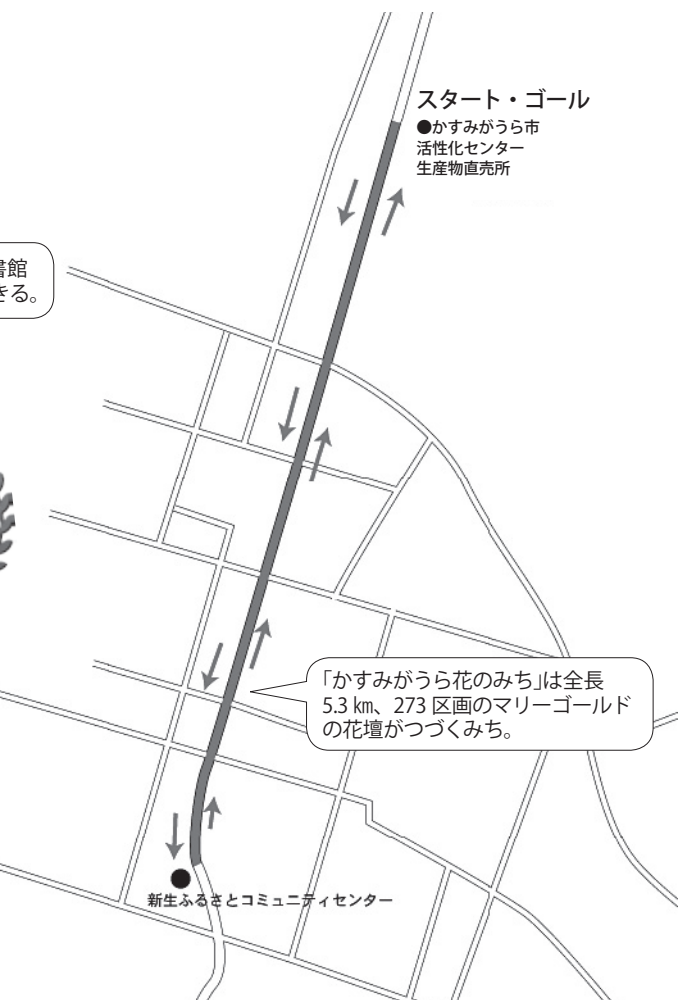 スタート・ゴール
●かすみがうら市
活性化センター
生産物直売所
書館
きる。
「かすみがうら花のみち」は全長
5.3 ㎞、273 区画のマリーゴールド
の花壇がつづくみち。
新生ふるさとコミュニティセンター